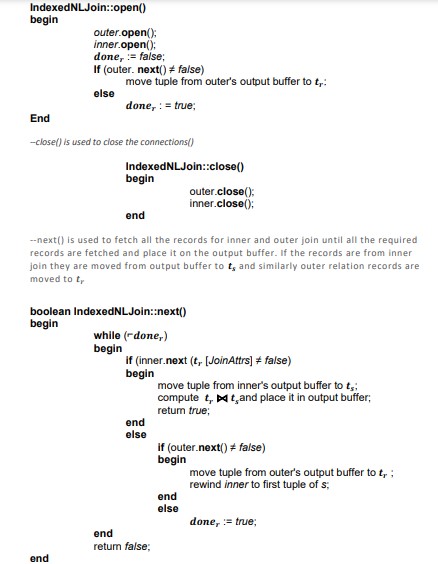 IndexedNLJoin::open()
begin
outer.open();
inner.open();
done_r := false;
If (outer. next() ≠ false)
move tuple from outer's output buffer to t_r:
else
done_r : = true;
End
--close() is used to close the connections()
IndexedNLJoin::close()
begin
outer.close();
inner.close();
end
--next() is used to fetch all the records for inner and outer join until all the required
records are fetched and place it on the output buffer. If the records are from inner
join they are moved from output buffer to t_s and similarly outer relation records are
moved to t_r
boolean IndexedNLJoin::next()
begin
while (⌐done_r)
begin
if (inner.next (t_r [JoinAttrs] ≠ false)
begin
move tuple from inner's output buffer to t_s;
compute t_r ⋈ t_s and place it in output buffer;
return true;
end
else
if (outer.next() ≠ false)
begin
move tuple from outer's output buffer to t_r ;
rewind inner to first tuple of s;
end
else
done_r := true;
end
return false;
end